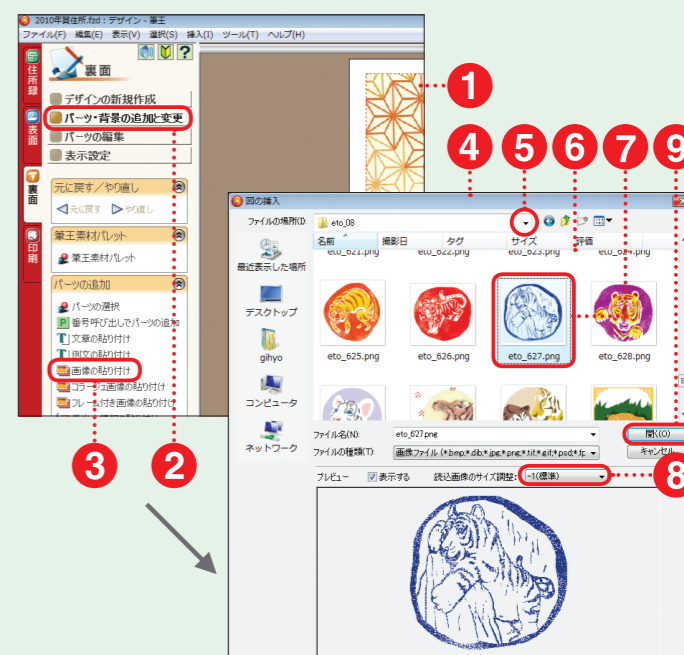 2010年賀住所.fzd : デザイン - 筆王
ファイル(F) 編集(E) 表示(V) 選択(S) 挿入(I) ツール(T) ヘルプ(H)
住所録
表面
裏面
印刷
裏面
デザインの新規作成
パーツ・背景の追加と変更
パーツの編集
表示設定
元に戻す／やり直し
元に戻す やり直し
筆王素材パレット
筆王素材パレット
パーツの追加
パーツの選択
P 番号呼び出しでパーツの追加
文章の貼り付け
例文の貼り付け
画像の貼り付け
コラージュ画像の貼り付け
フレーム付き画像の貼り付け
1
2
3
4
5
6
7
9
図の挿入
ファイルの場所(I): eto_08
名前 撮影日 タグ サイズ 評価
eto_621.png eto_622.png eto_623.png eto_624.png
最近表示した場所
デスクトップ
gihyo
コンピュータ
ネットワーク
eto_625.png eto_626.png eto_627.png eto_628.png
ファイル名(N): eto_627.png 開く(O)
ファイルの種類(T): 画像ファイル (*.bmp;*.dib;*.jpg;*.png;*.tif;*.gif;*.psd;*.fp キャンセル
8
プレビュー 表示する 読込画像のサイズ調整: -1(標準)